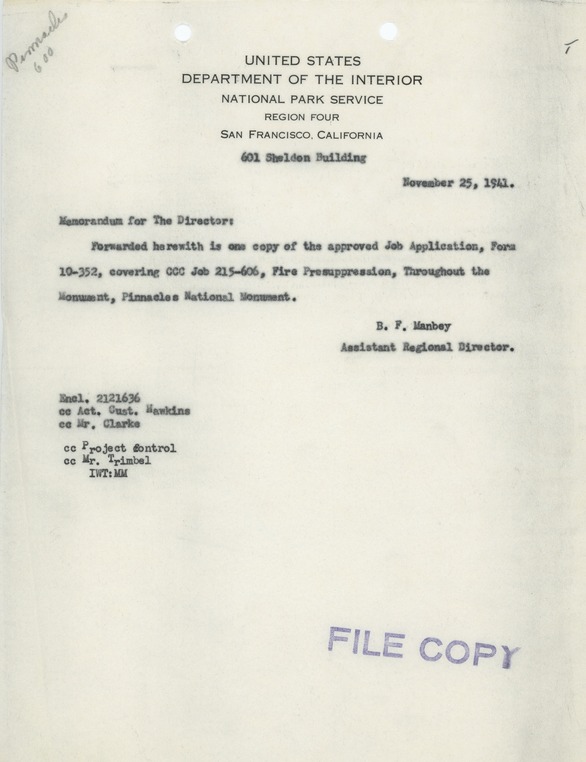 Pinnacles
600
UNITED STATES
DEPARTMENT OF THE INTERIOR
NATIONAL PARK SERVICE
REGION FOUR
SAN FRANCISCO, CALIFORNIA
601 Sheldon Building
November 25, 1941.
Memorandum for The Director:
Forwarded herewith is one copy of the approved Job Application, Form
10-352, covering CCC Job 215-606, Fire Presuppression, Throughout the
Monument, Pinnacles National Monument.
B. F. Manbey
Assistant Regional Director.
Encl. 2121636
cc Act. Cust. Hawkins
cc Mr. Clarke
cc Project Control
cc Mr. Trimbel
IWT:MM
FILE COPY